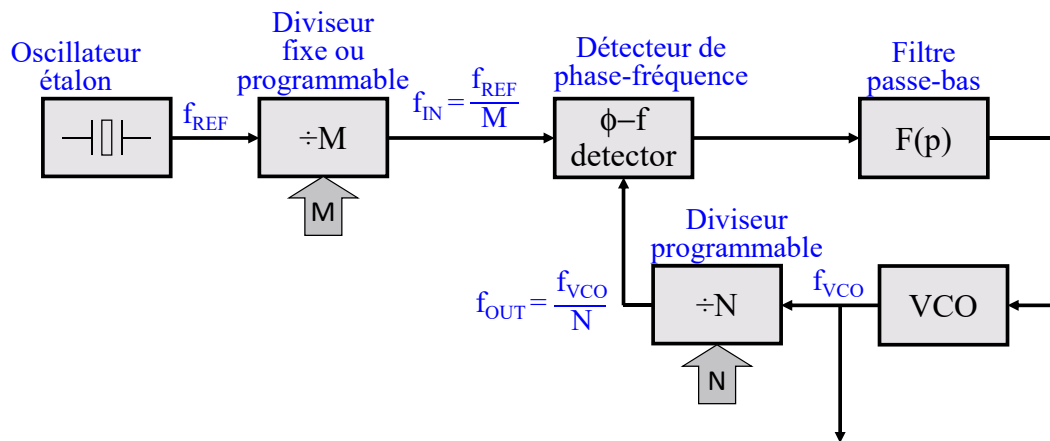 Oscillateur
étalon
Diviseur
fixe ou
programmable
Détecteur de
phase-fréquence
Filtre
passe-bas
f_REF
÷M
f_IN = f_REF
M
ϕ−f
detector
F(p)
M
Diviseur
programmable
f_OUT = f_VCO
N
÷N
f_VCO
VCO
N